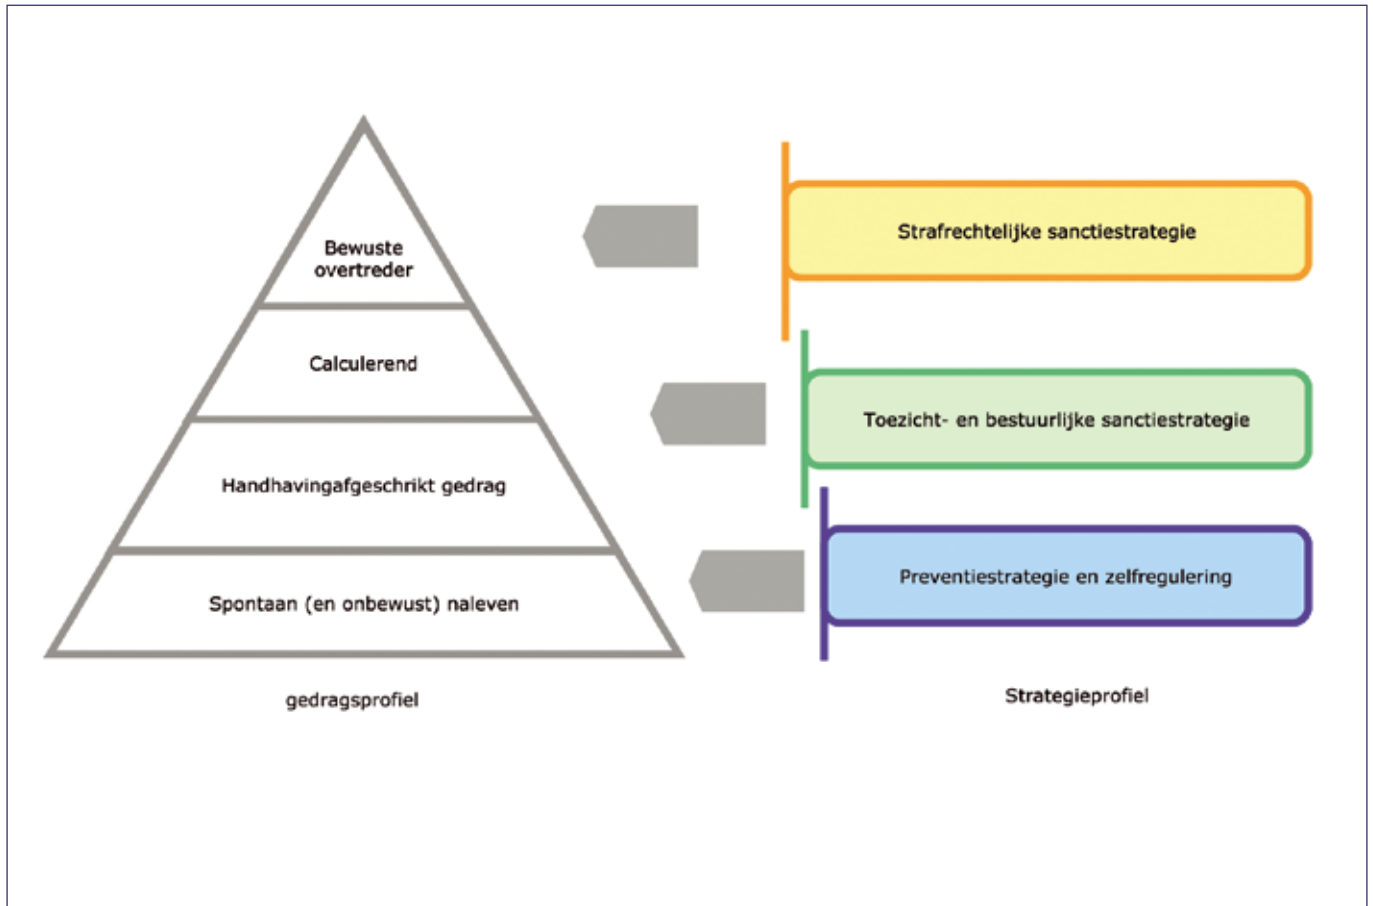 Bewuste
overtreder
Calculerend
Handhavingafgeschrikt gedrag
Spontaan (en onbewust) naleven
gedragsprofiel
Strafrechtelijke sanctiestrategie
Toezicht- en bestuurlijke sanctiestrategie
Preventiestrategie en zelfregulering
Strategieprofiel